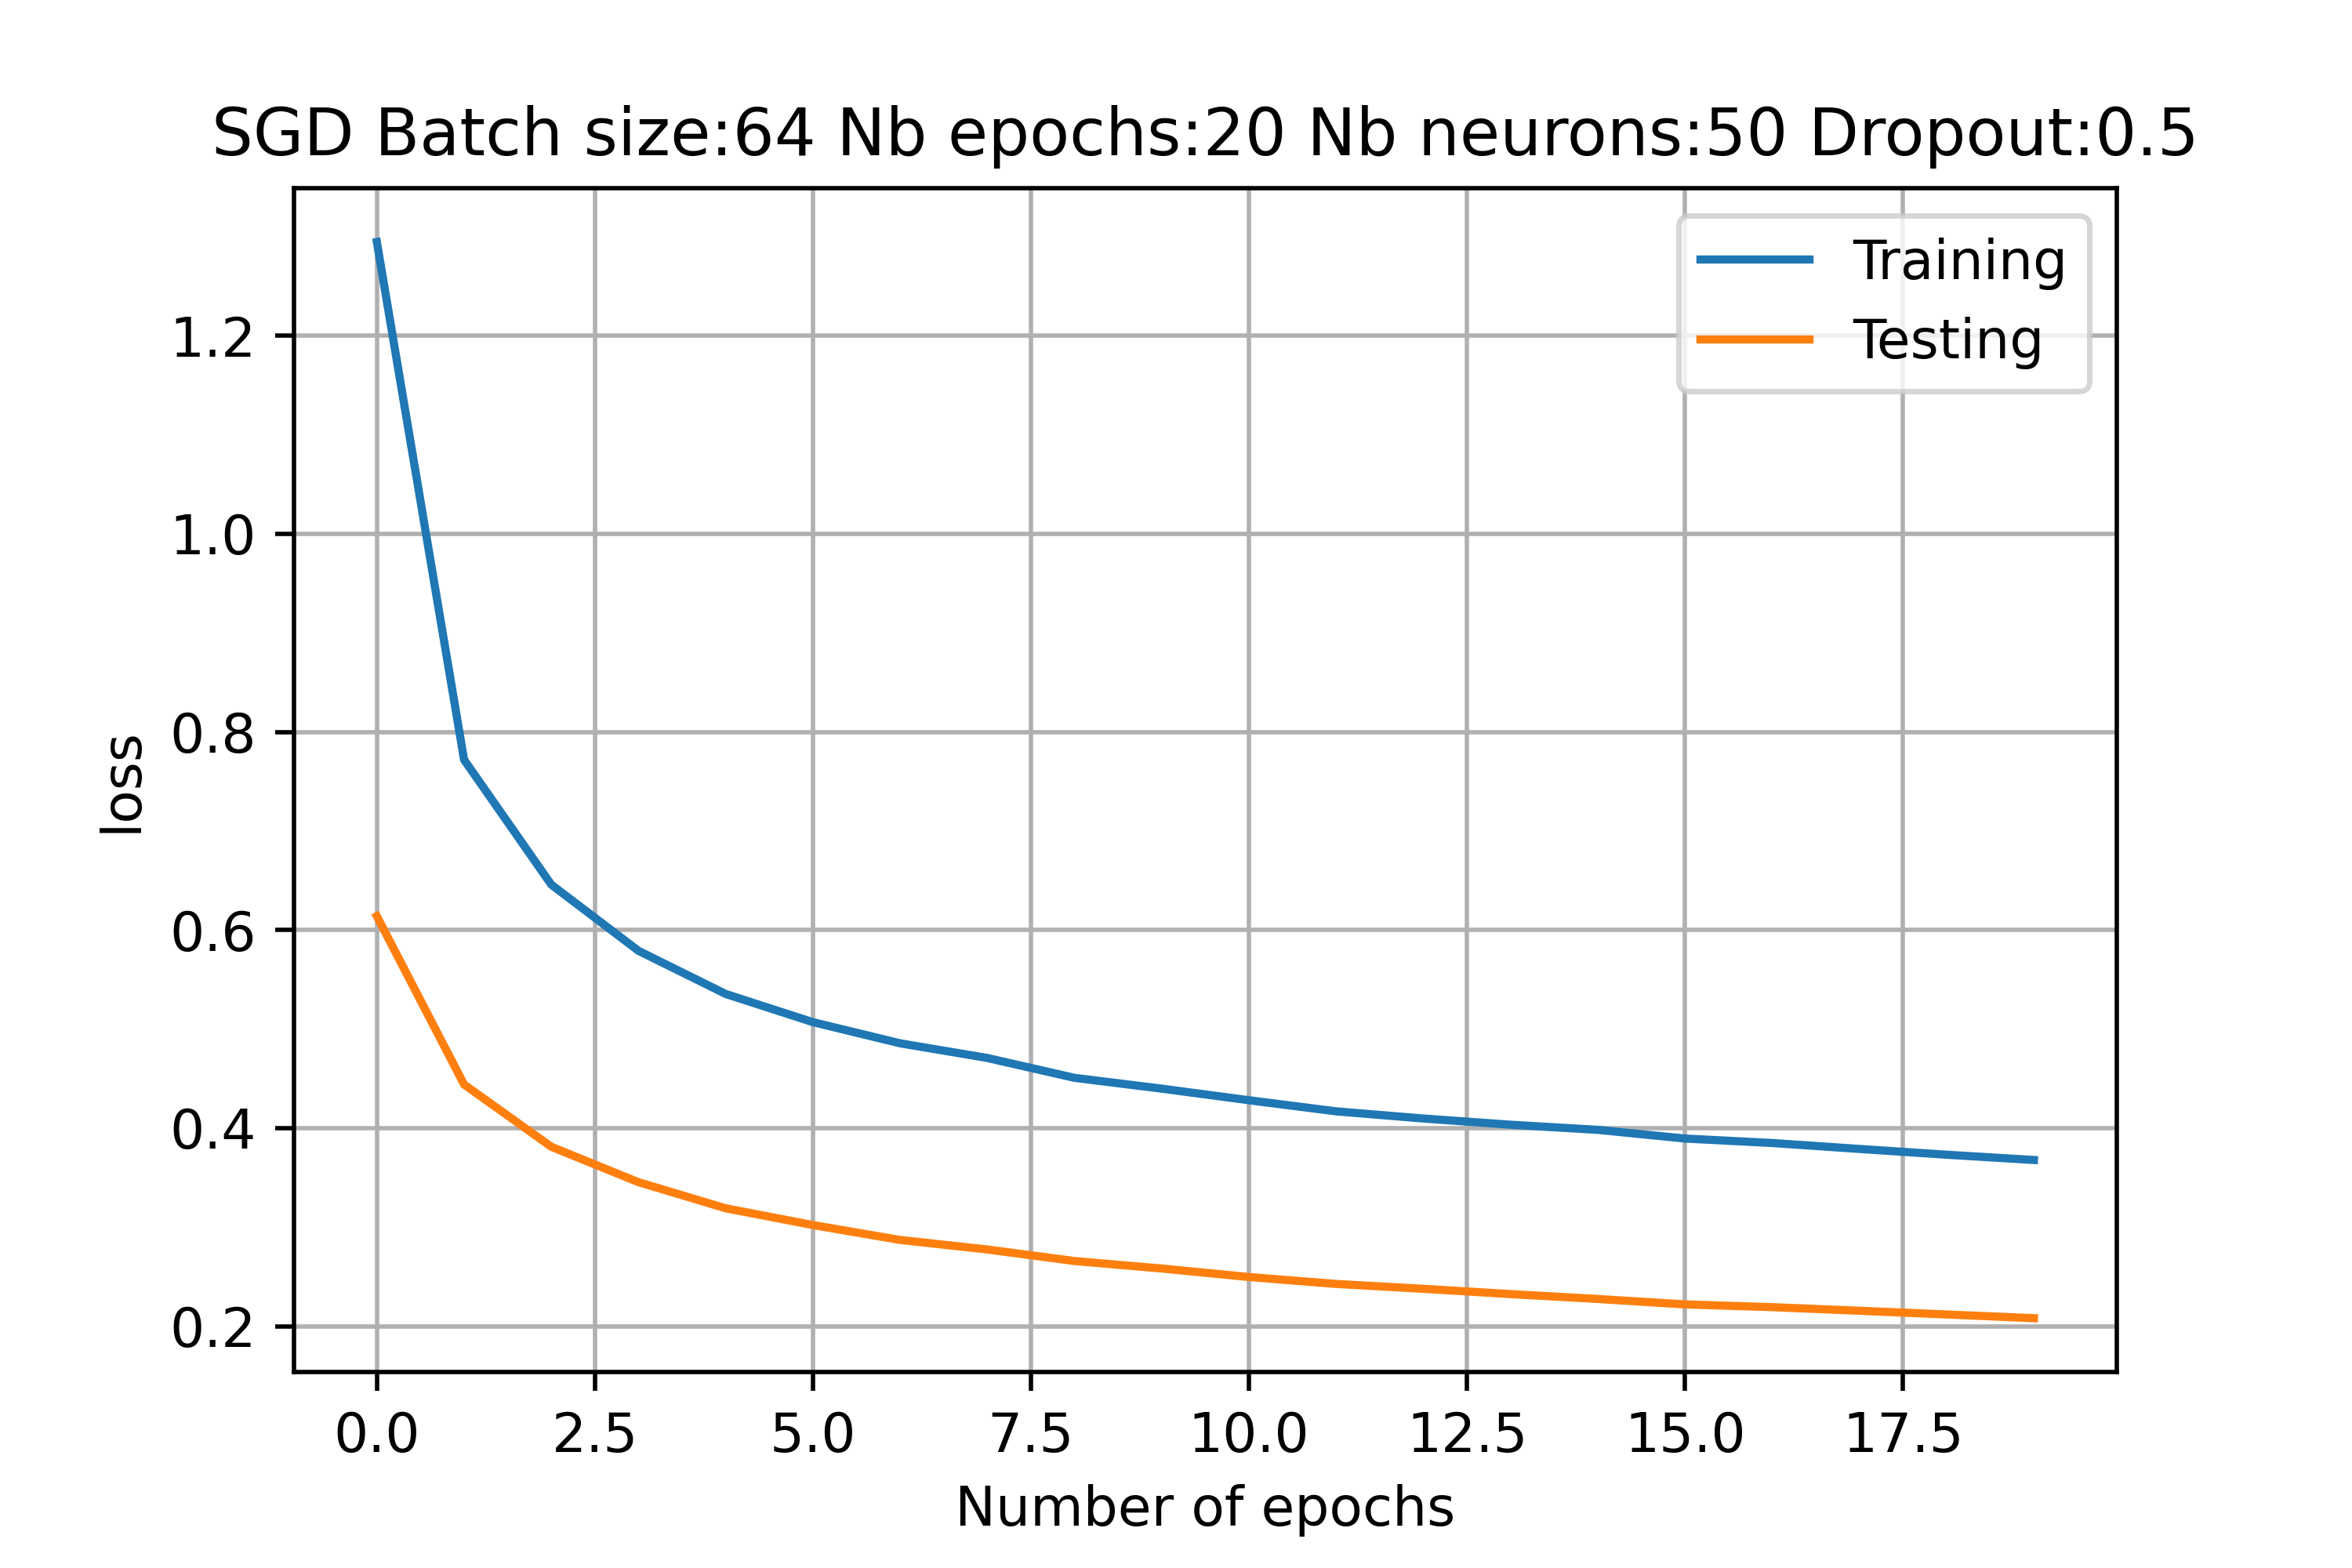 SGD Batch size:64 Nb epochs:20 Nb neurons:50 Dropout:0.5
Training
Testing
1.2
1.0
0.8
0.6
0.4
0.2
loss
0.0 2.5 5.0 7.5 10.0 12.5 15.0 17.5
Number of epochs